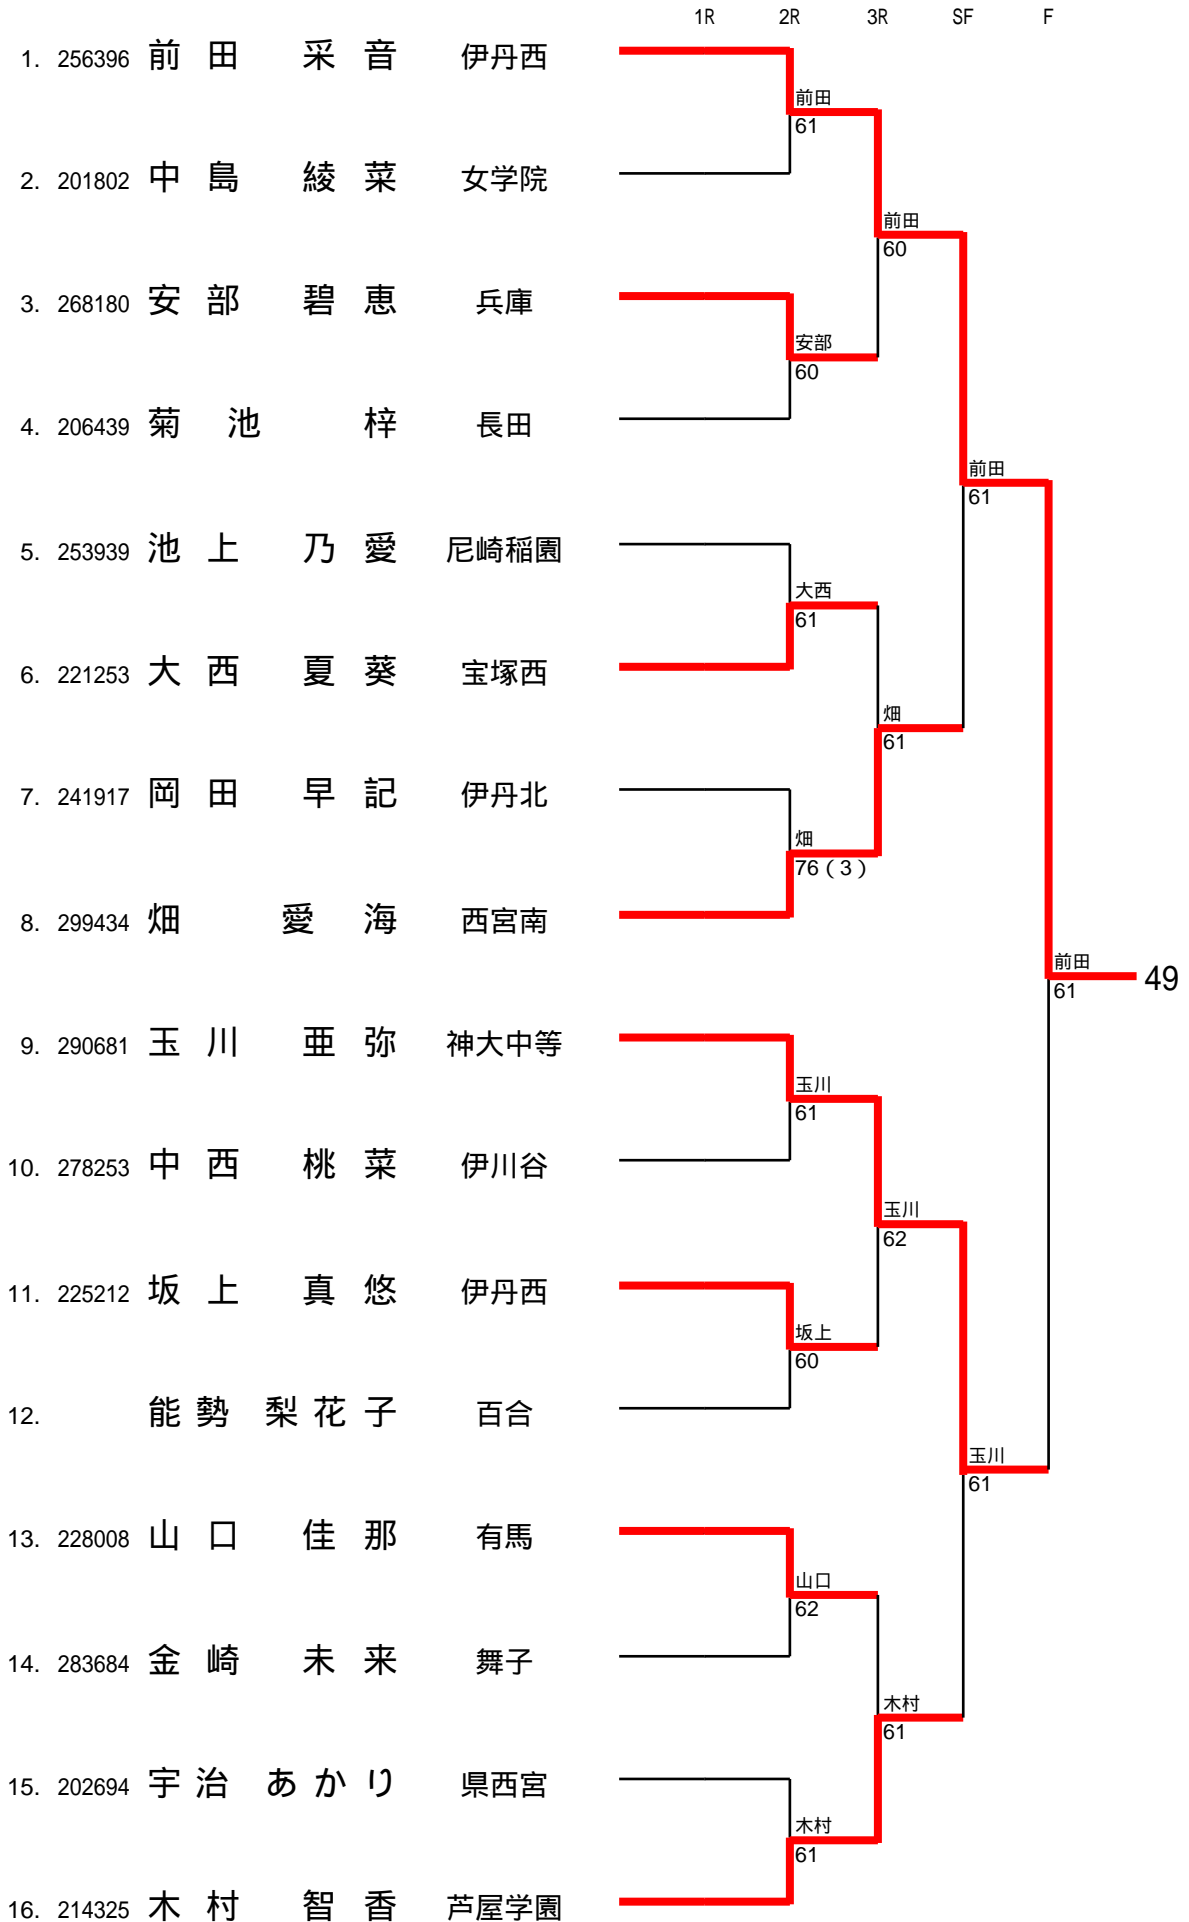 1R 2R 3R SF F
1. 256396 前田 采音 伊丹西
前田
61
2. 201802 中島 綾菜 女学院
前田
60
3. 268180 安部 碧恵 兵庫
安部
60
4. 206439 菊池 梓 長田
前田
61
5. 253939 池上 乃愛 尼崎稲園
大西
61
6. 221253 大西 夏葵 宝塚西
畑
61
7. 241917 岡田 早記 伊丹北
畑
76（3）
8. 299434 畑 愛海 西宮南
前田
61
49
9. 290681 玉川 亜弥 神大中等
玉川
61
10. 278253 中西 桃菜 伊川谷
玉川
62
11. 225212 坂上 真悠 伊丹西
坂上
60
12. 能勢 梨花子 百合
玉川
61
13. 228008 山口 佳那 有馬
山口
62
14. 283684 金崎 未来 舞子
木村
61
15. 202694 宇治 あかり 県西宮
木村
61
16. 214325 木村 智香 芦屋学園